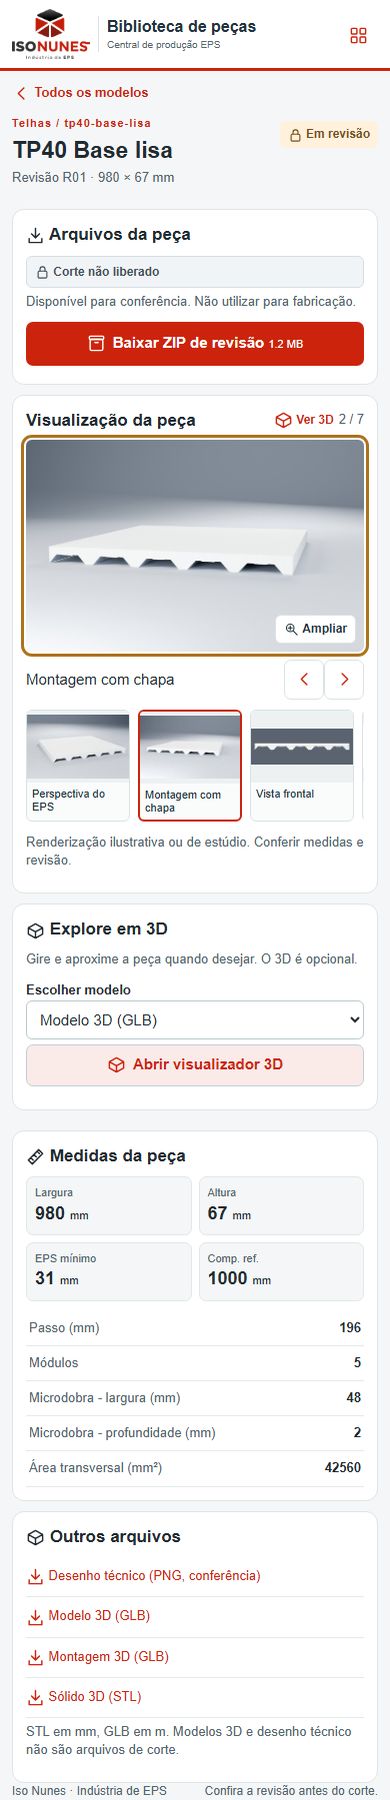 ISONUNES
Indústria de EPS
Biblioteca de peças
Central de produção EPS
Todos os modelos
Telhas / tp40-base-lisa
TP40 Base lisa
Em revisão
Revisão R01 · 980 × 67 mm
Arquivos da peça
Corte não liberado
Disponível para conferência. Não utilizar para fabricação.
Baixar ZIP de revisão 1.2 MB
Visualização da peça
Ver 3D 2 / 7
Ampliar
Montagem com chapa
Perspectiva do
EPS
Montagem com
chapa
Vista frontal
Renderização ilustrativa ou de estúdio. Conferir medidas e
revisão.
Explore em 3D
Gire e aproxime a peça quando desejar. O 3D é opcional.
Escolher modelo
Modelo 3D (GLB)
Abrir visualizador 3D
Medidas da peça
Largura
980 mm
Altura
67 mm
EPS mínimo
31 mm
Comp. ref.
1000 mm
Passo (mm) 196
Módulos 5
Microdobra - largura (mm) 48
Microdobra - profundidade (mm) 2
Área transversal (mm²) 42560
Outros arquivos
Desenho técnico (PNG, conferência)
Modelo 3D (GLB)
Montagem 3D (GLB)
Sólido 3D (STL)
STL em mm, GLB em m. Modelos 3D e desenho técnico
não são arquivos de corte.
Iso Nunes · Indústria de EPS
Confira a revisão antes do corte.